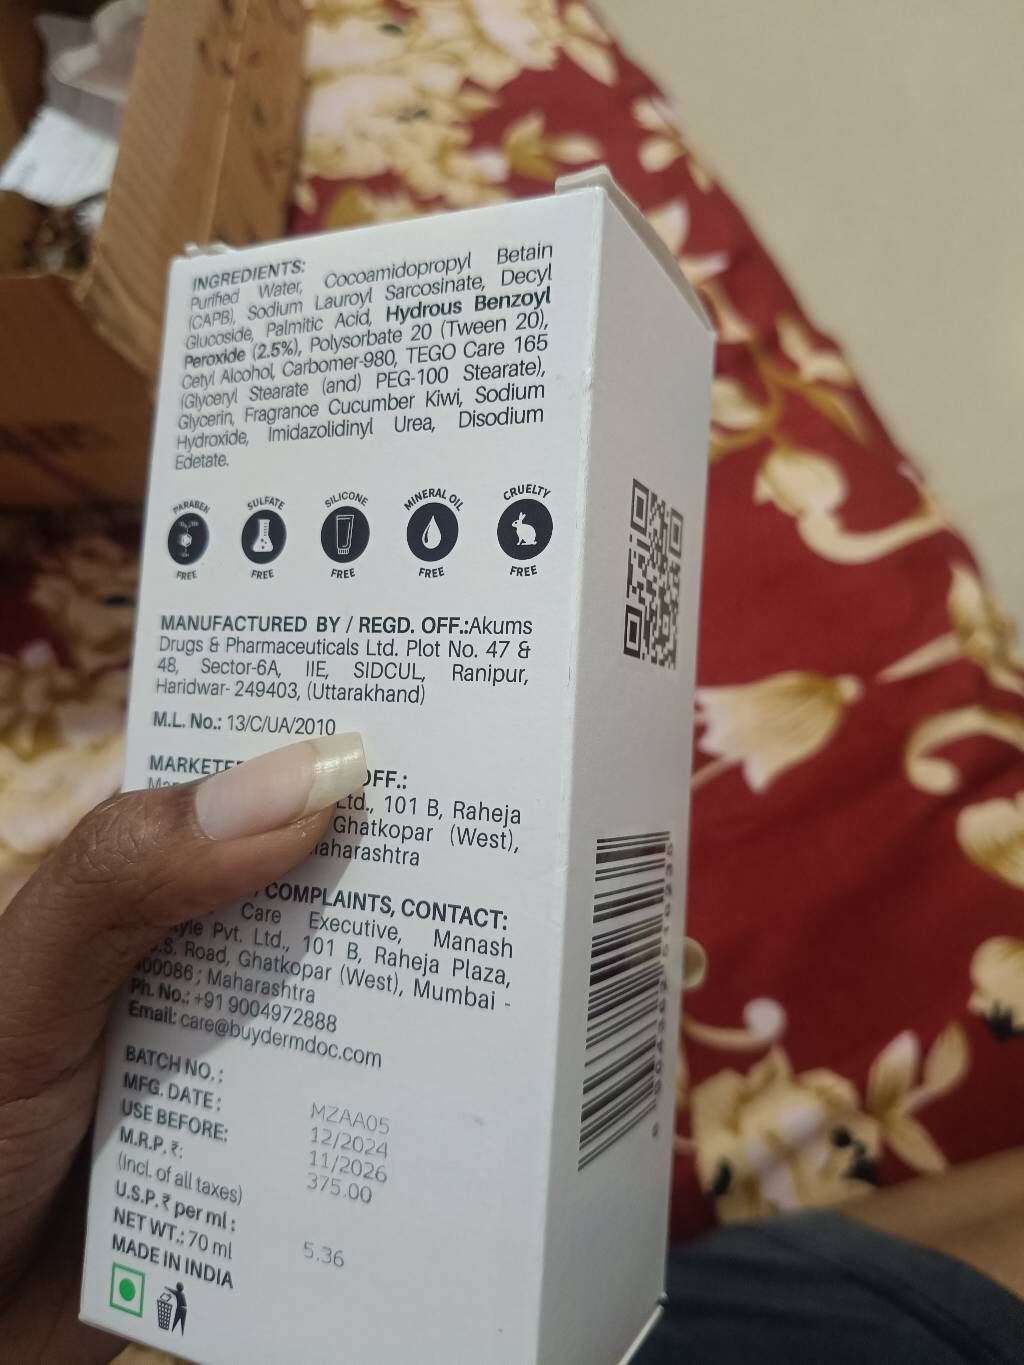 INGREDIENTS:
Purified Water, Cocoamidopropyl Betain
(CAPB), Sodium Lauroyl Sarcosinate, Decyl
Glucoside, Palmitic Acid, Hydrous Benzoyl
Peroxide (2.5%), Polysorbate 20 (Tween 20),
Cetyl Alcohol, Carbomer-980, TEGO Care 165
(Glyceryl Stearate (and) PEG-100 Stearate),
Glycerin, Fragrance Cucumber Kiwi, Sodium
Hydroxide, Imidazolidinyl Urea, Disodium
Edetate.
PARABEN FREE
SULFATE FREE
SILICONE FREE
MINERAL OIL FREE
CRUELTY FREE
MANUFACTURED BY / REGD. OFF.:Akums
Drugs & Pharmaceuticals Ltd. Plot No. 47 &
48, Sector-6A, IIE, SIDCUL, Ranipur,
Haridwar- 249403, (Uttarakhand)
M.L. No.: 13/C/UA/2010
OFF.:
Ltd., 101 B, Raheja
Ghatkopar (West),
COMPLAINTS, CONTACT:
Care Executive, Manash
Pvt. Ltd., 101 B, Raheja Plaza,
Road, Ghatkopar (West), Mumbai -
400086; Maharashtra
Ph. No.: +91 9004972888
Email: care@buydermdoc.com
BATCH NO.: MZAA05
MFG. DATE: 12/2024
USE BEFORE: 11/2026
M.R.P. ₹: 375.00
(Incl. of all taxes)
U.S.P. ₹ per ml: 5.36
NET WT.: 70 ml
MADE IN INDIA